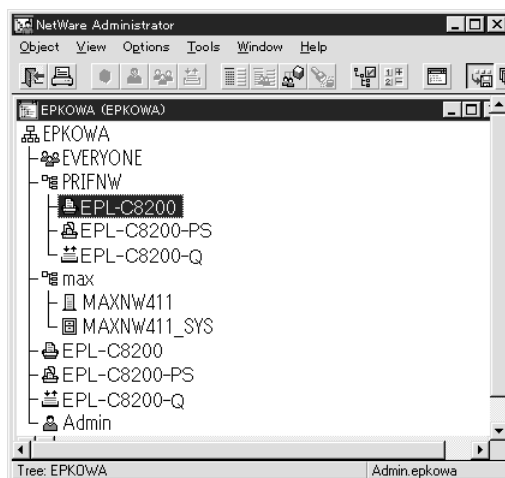 NetWare Administrator
Object View Options Tools Window Help
EPKOWA (EPKOWA)
EPKOWA
EVERYONE
PRIFNW
EPL-C8200
EPL-C8200-PS
EPL-C8200-Q
max
MAXNW411
MAXNW411_SYS
EPL-C8200
EPL-C8200-PS
EPL-C8200-Q
Admin
Tree: EPKOWA Admin.epkowa